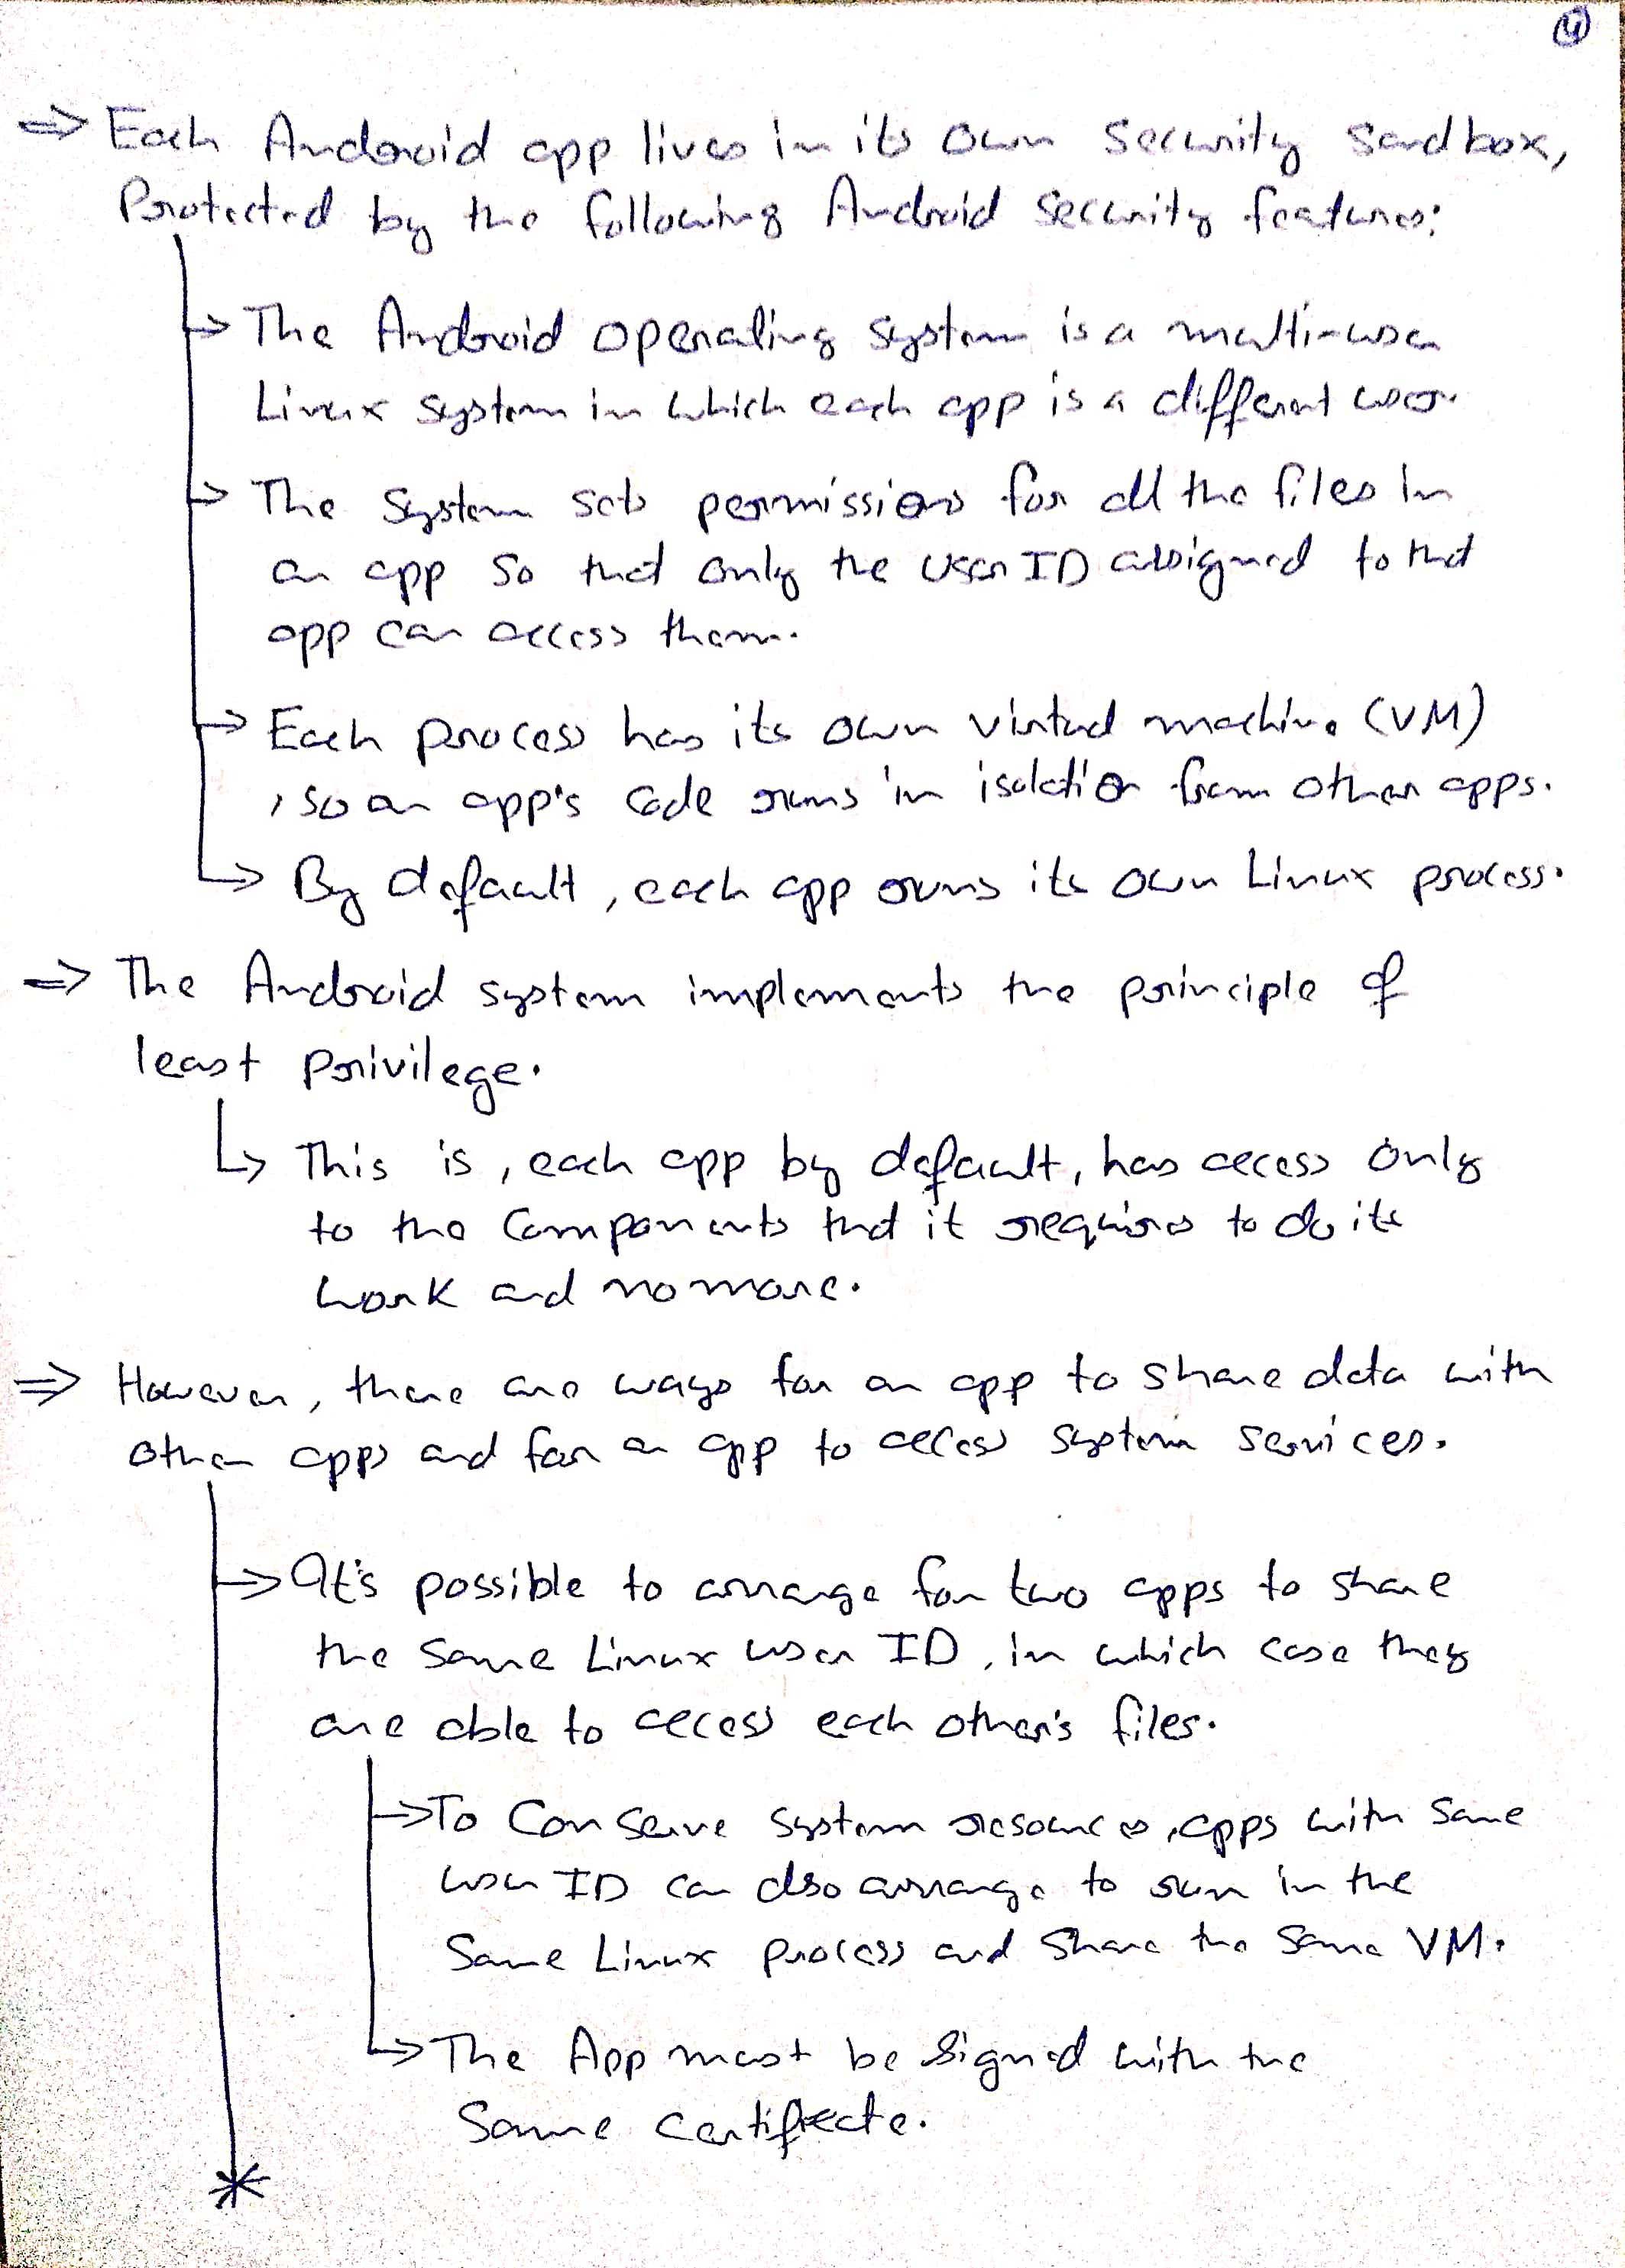 ④
⇒ Each Android app lives in its own security sandbox,
Protected by the following Android security features:
→ The Android operating system is a multi-user
Linux system in which each app is a different user.
→ The System sets permissions for all the files in
an app so that only the user ID assigned to that
app can access them.
→ Each process has its own virtual machine (VM)
, so an app's code runs in isolation from other apps.
→ By default, each app runs its own Linux process.
⇒ The Android system implements the principle of
least privilege.
↳ This is, each app by default, has access only
to the components that it requires to do its
work and no more.
⇒ However, there are ways for an app to share data with
other apps and for an app to access system services.
→ It's possible to arrange for two apps to share
the same Linux user ID, in which case they
are able to access each other's files.
→ To Conserve system resources, apps with same
user ID can also arrange to run in the
Same Linux process and share the same VM.
→ The App must be signed with the
Same certificate.
*